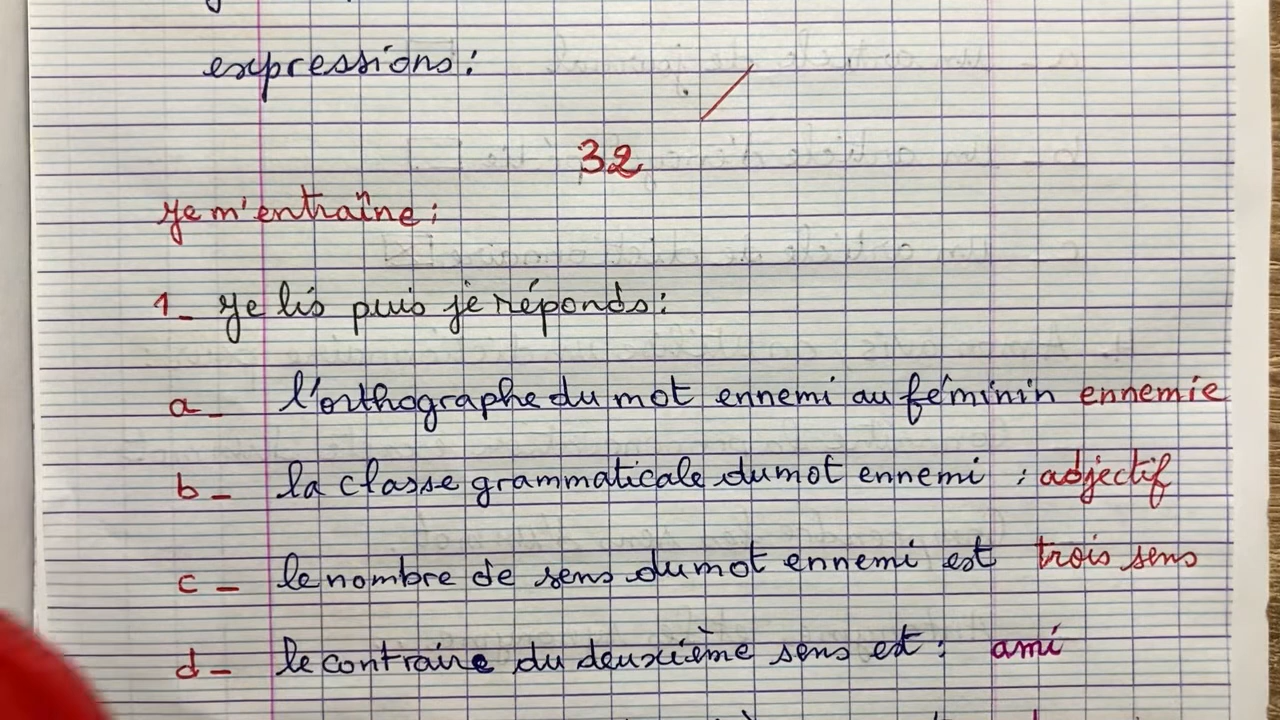 expressions:
32
Je m'entraîne:
1_ Je lis puis je réponds:
a_ l'orthographe du mot ennemi au féminin ennemie
b_ la classe grammaticale du mot ennemi : adjectif
c_ le nombre de sens du mot ennemi est trois sens
d_ le contraire du deuxième sens est: ami